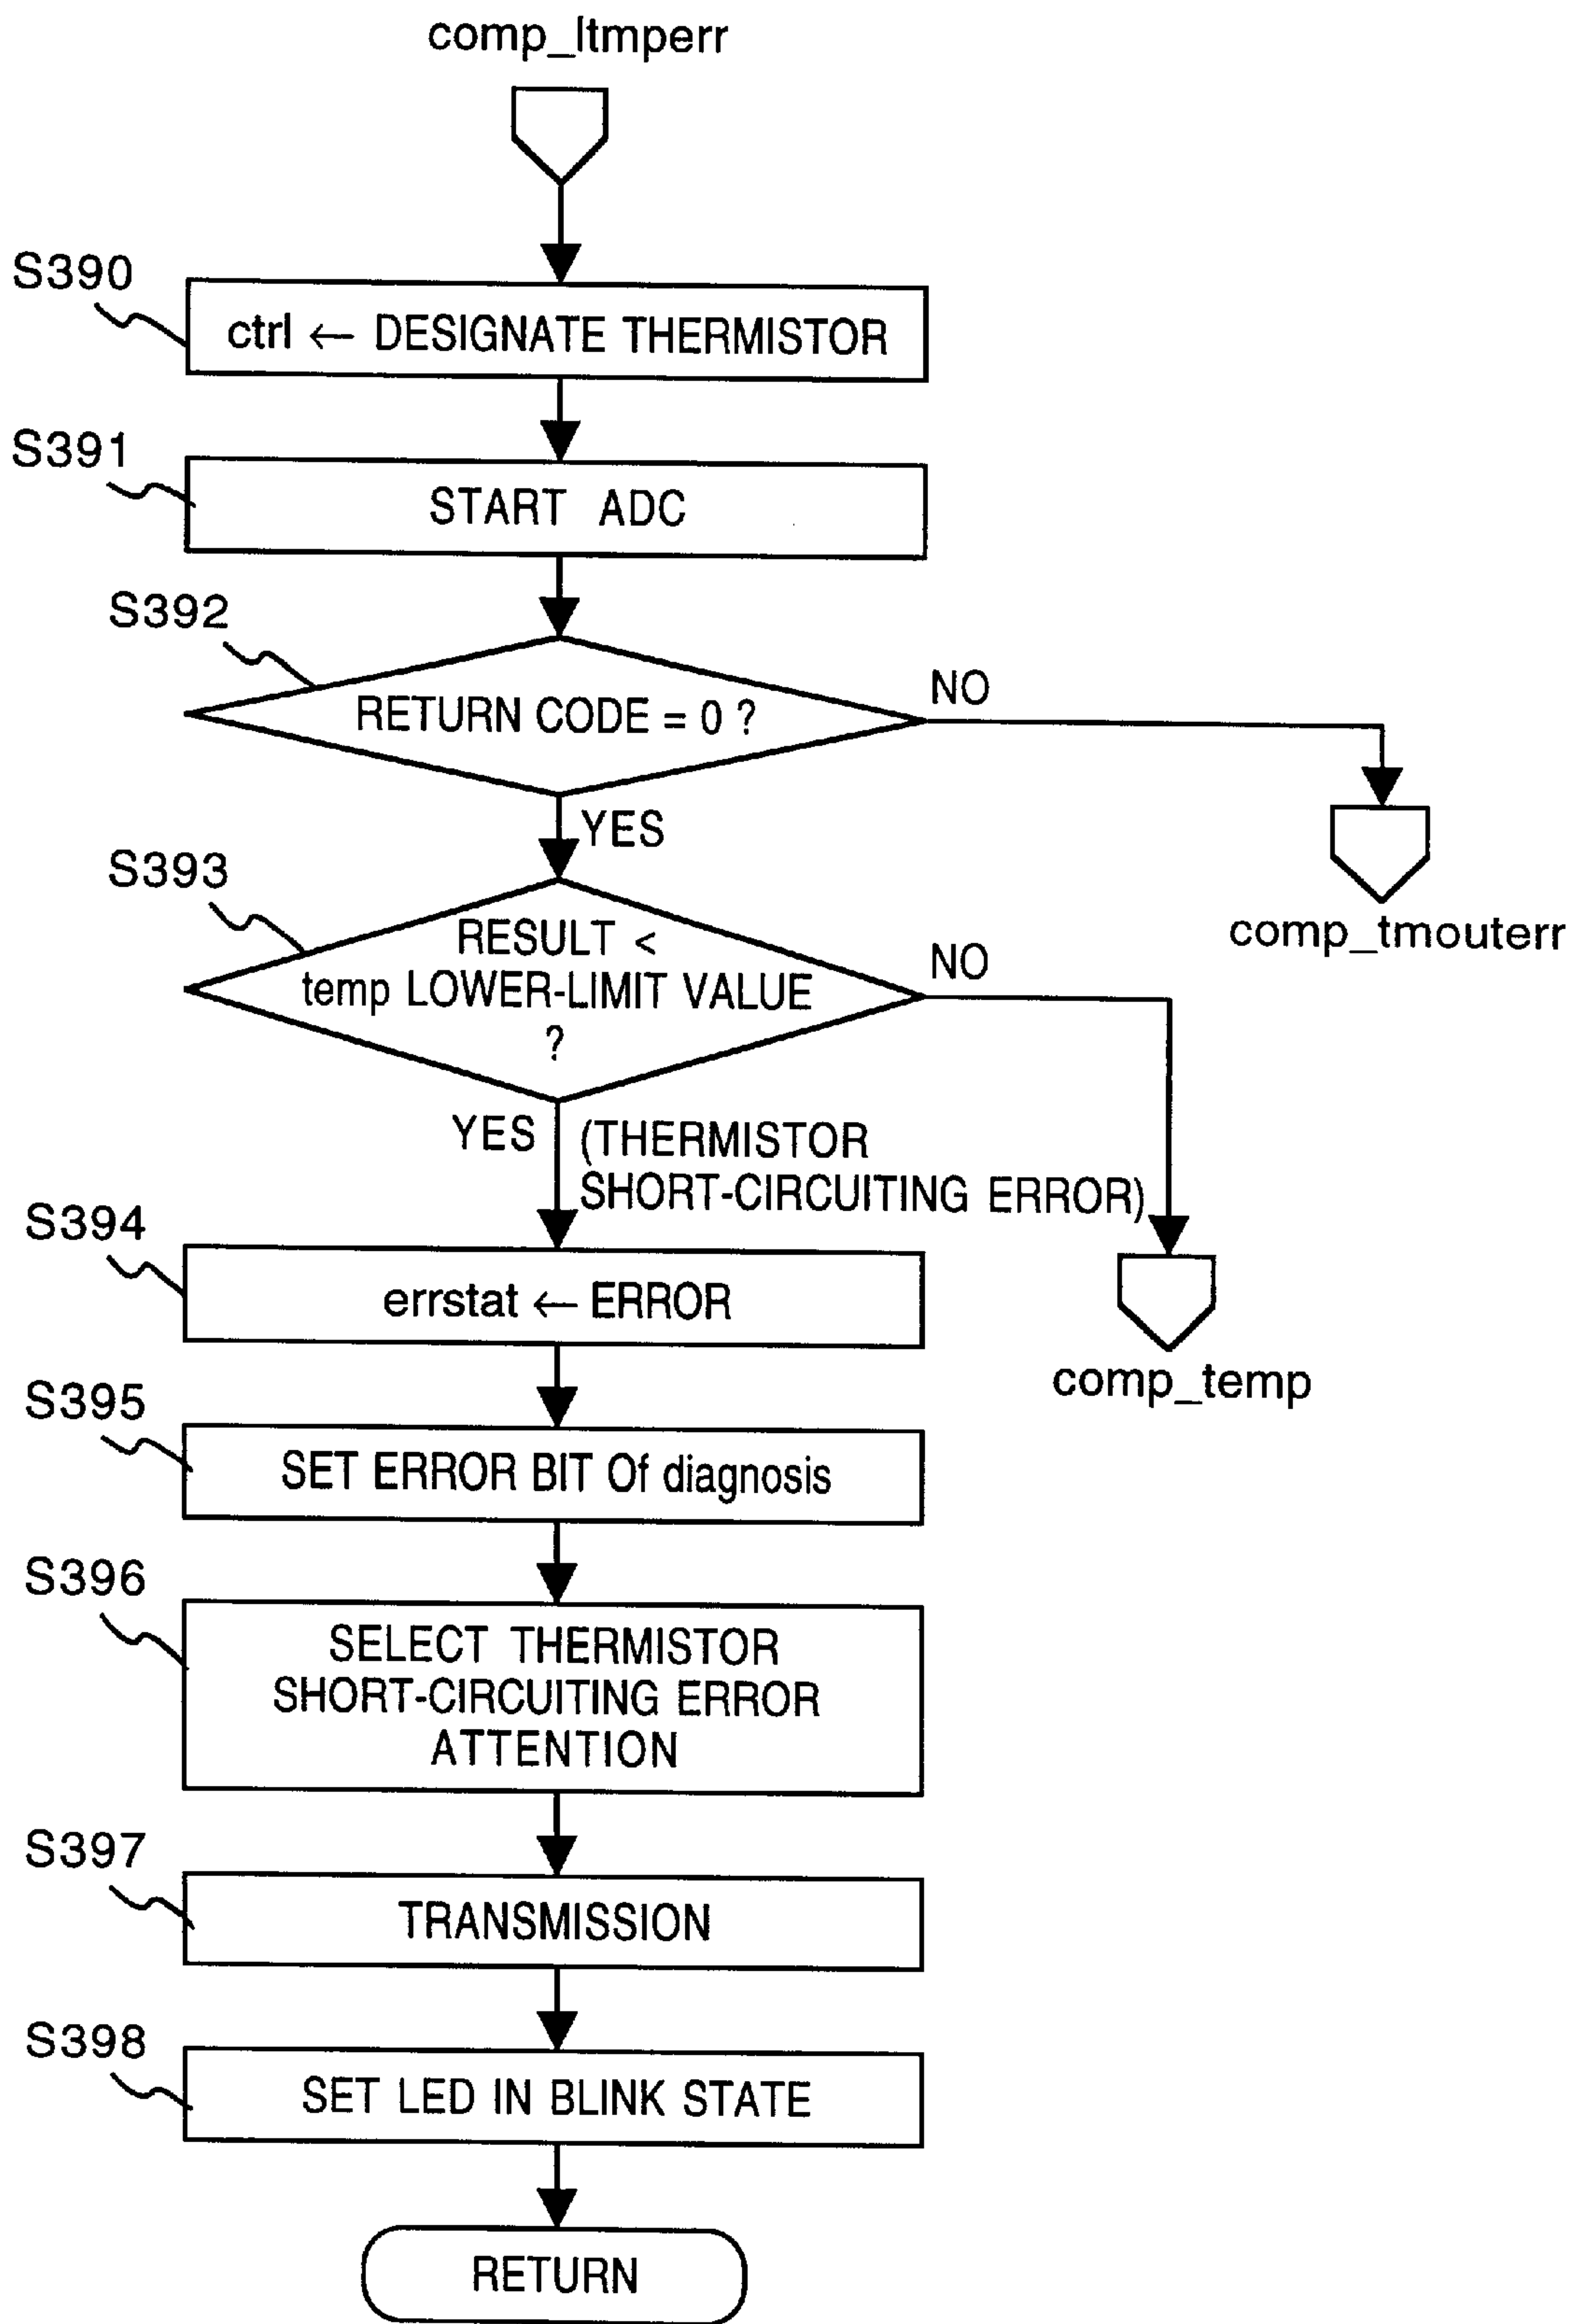 comp_ltmperr
S390
ctrl ← DESIGNATE THERMISTOR
S391
START ADC
S392
RETURN CODE = 0 ?
NO
YES
comp_tmouterr
S393
RESULT <
temp LOWER-LIMIT VALUE
?
NO
YES
(THERMISTOR
SHORT-CIRCUITING ERROR)
comp_temp
S394
errstat ← ERROR
S395
SET ERROR BIT Of diagnosis
S396
SELECT THERMISTOR
SHORT-CIRCUITING ERROR
ATTENTION
S397
TRANSMISSION
S398
SET LED IN BLINK STATE
RETURN